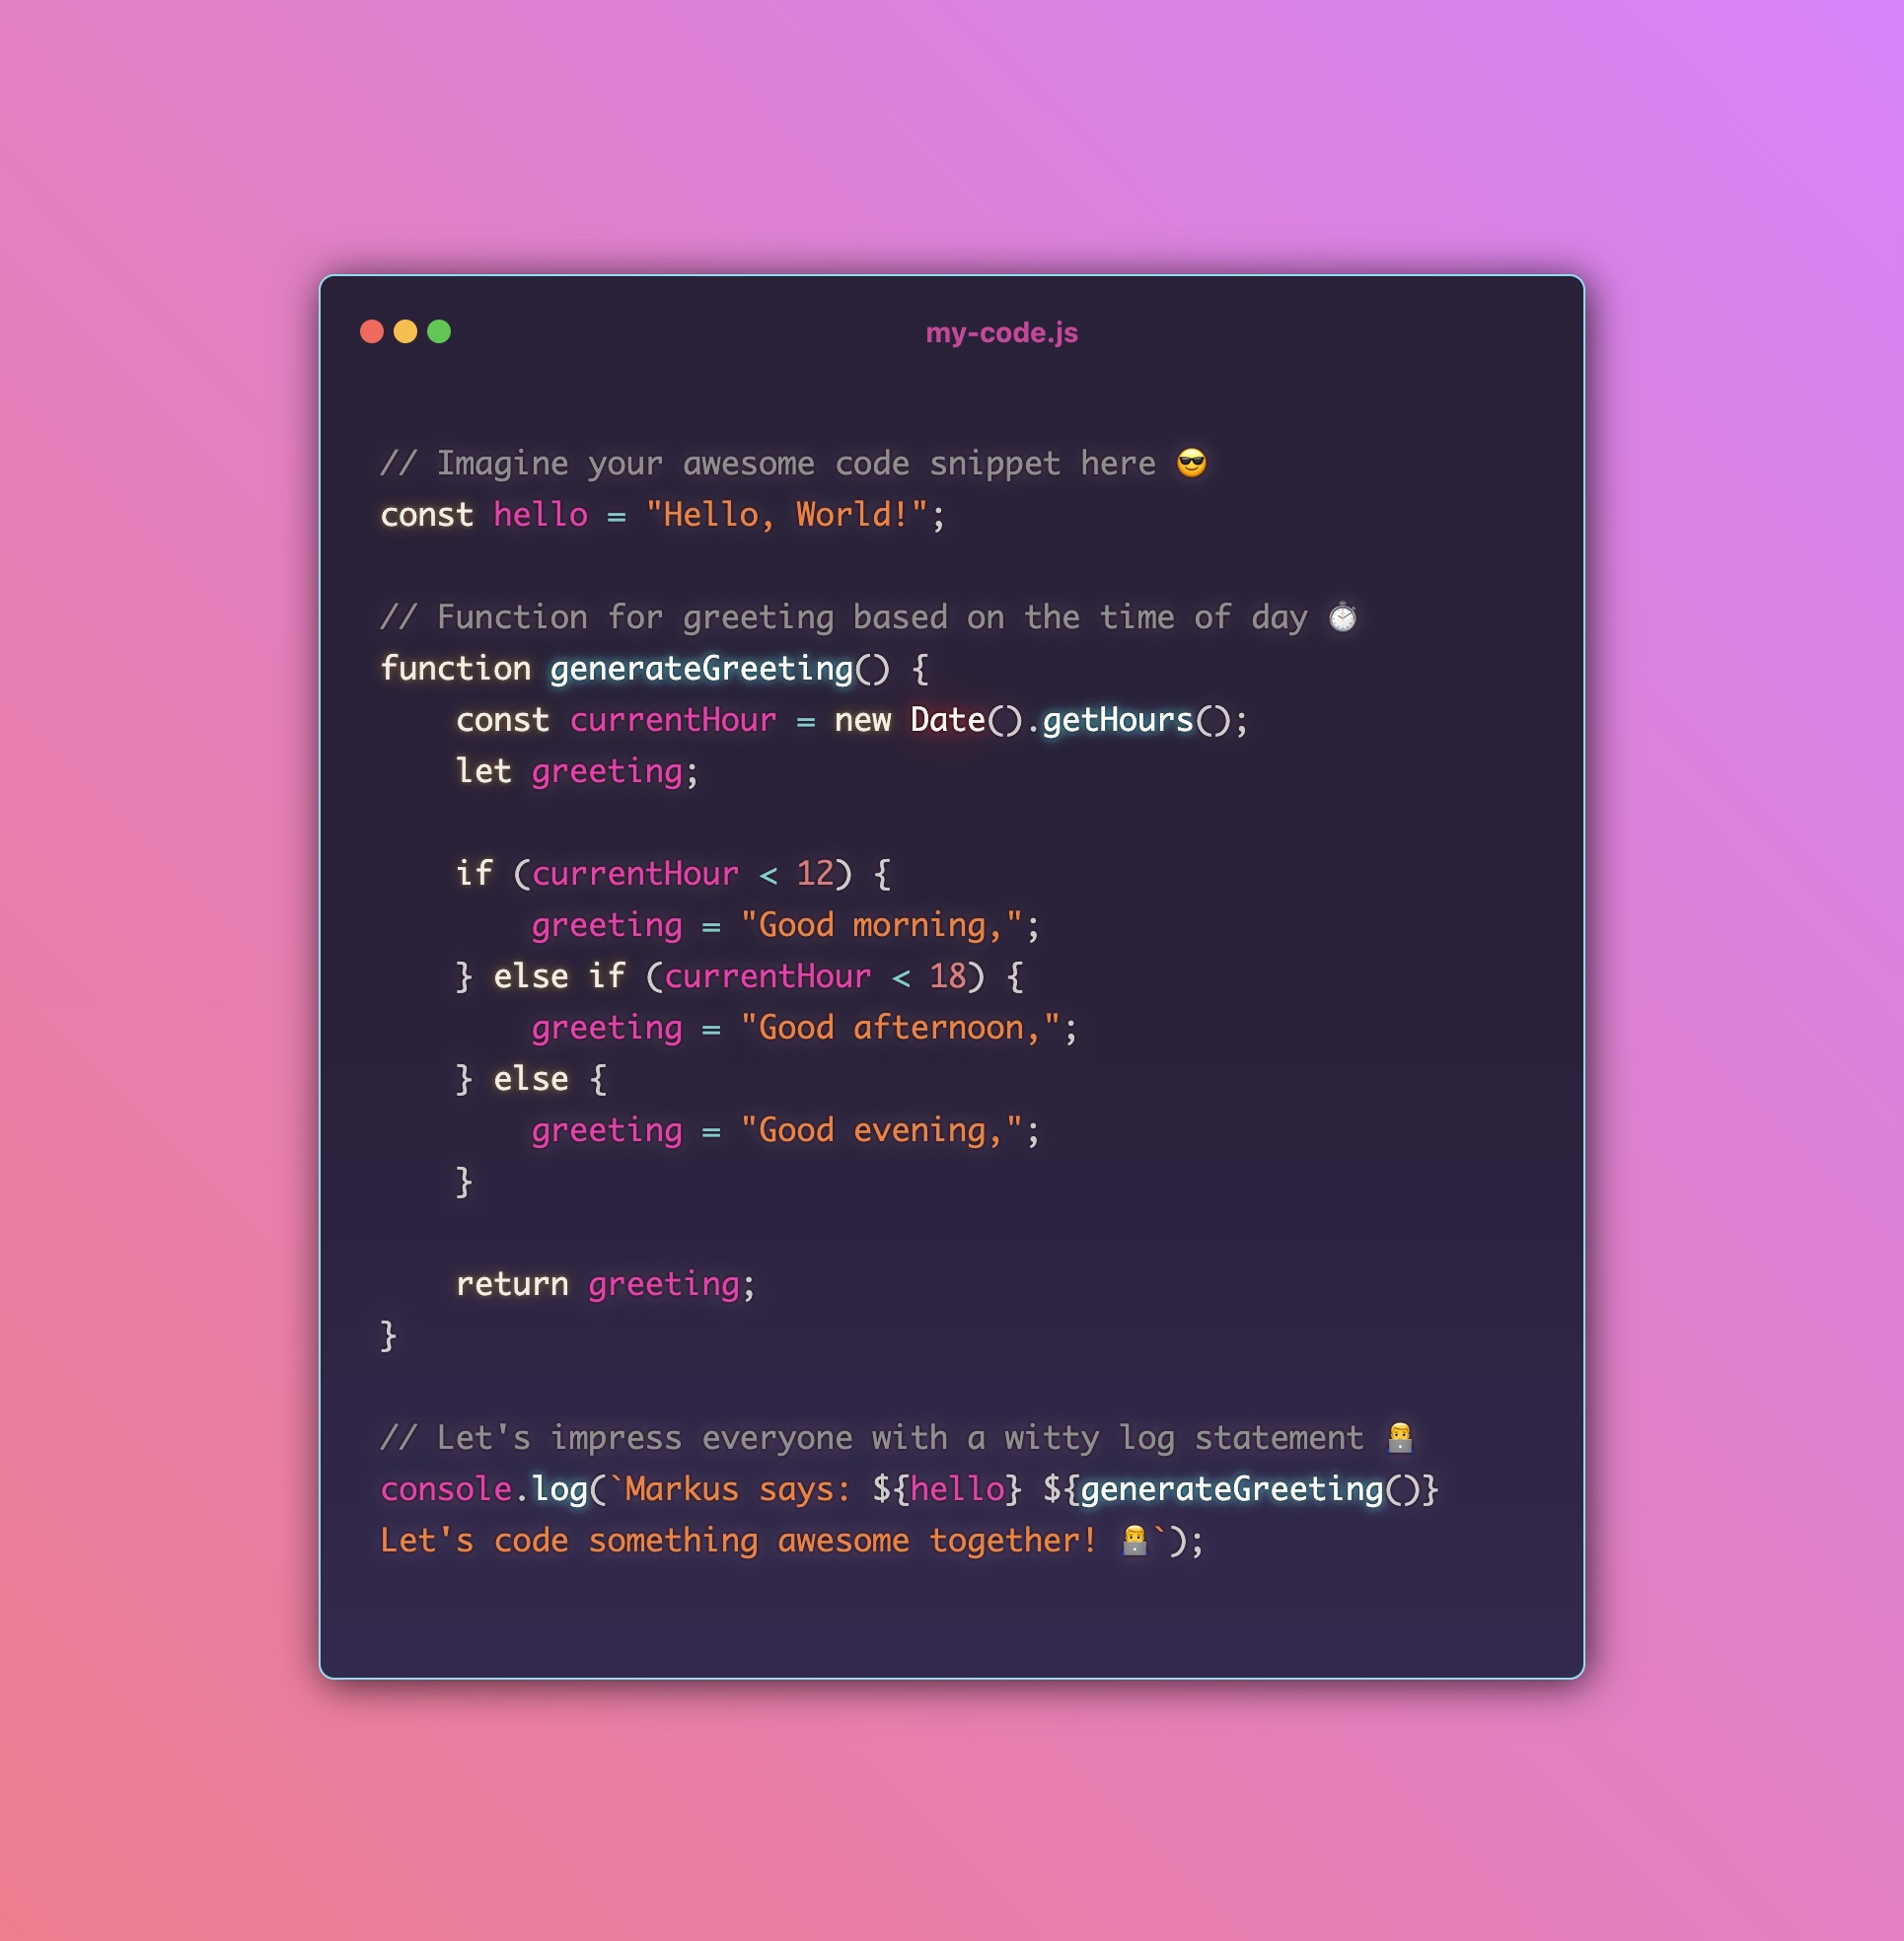 my-code.js
// Imagine your awesome code snippet here 😎
const hello = "Hello, World!";
// Function for greeting based on the time of day ⏱️
function generateGreeting() {
    const currentHour = new Date().getHours();
    let greeting;
    if (currentHour < 12) {
        greeting = "Good morning,";
    } else if (currentHour < 18) {
        greeting = "Good afternoon,";
    } else {
        greeting = "Good evening,";
    }
    return greeting;
}
// Let's impress everyone with a witty log statement 👨‍💻
console.log(`Markus says: ${hello} ${generateGreeting()}
Let's code something awesome together! 👨‍💻`);